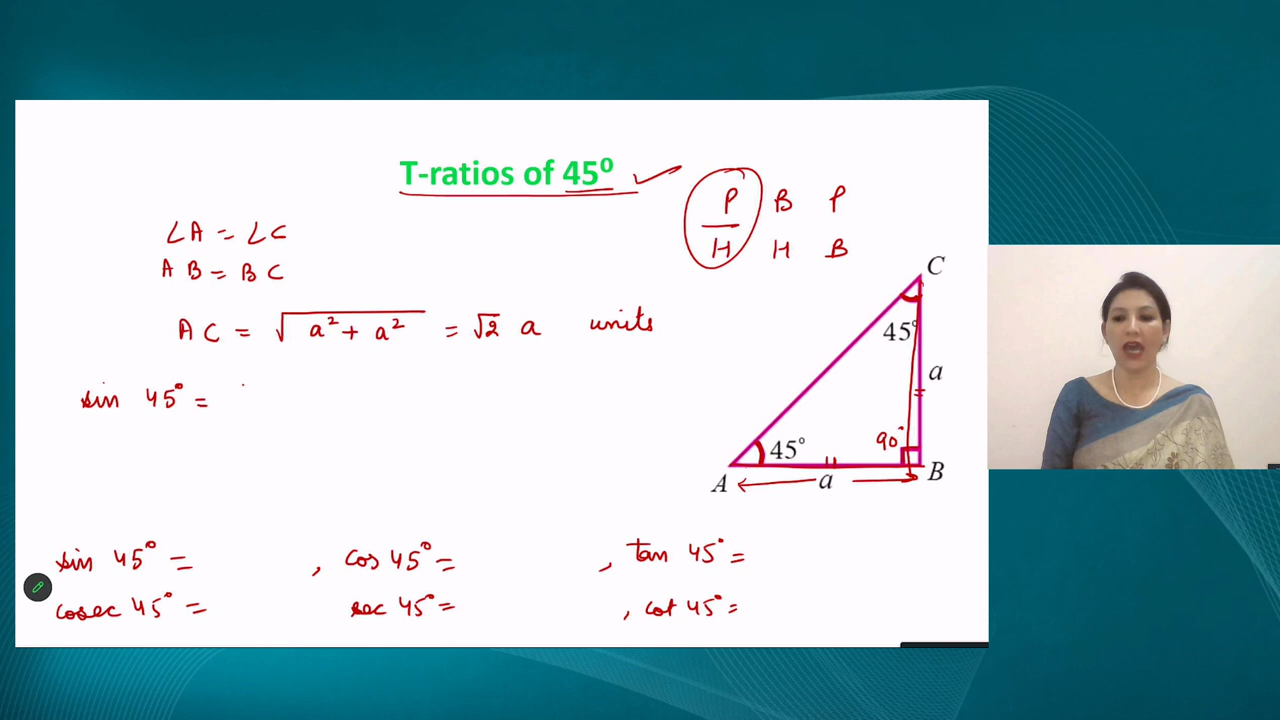 T-ratios of 45⁰
P B P
H H B
∠A = ∠C
AB = BC
AC = √a² + a² = √2 a units
sin 45° =
C
45°
a
90°
45°
A
a
B
sin 45° = , cos 45° = , tan 45° =
cosec 45° = sec 45° = , cot 45° =